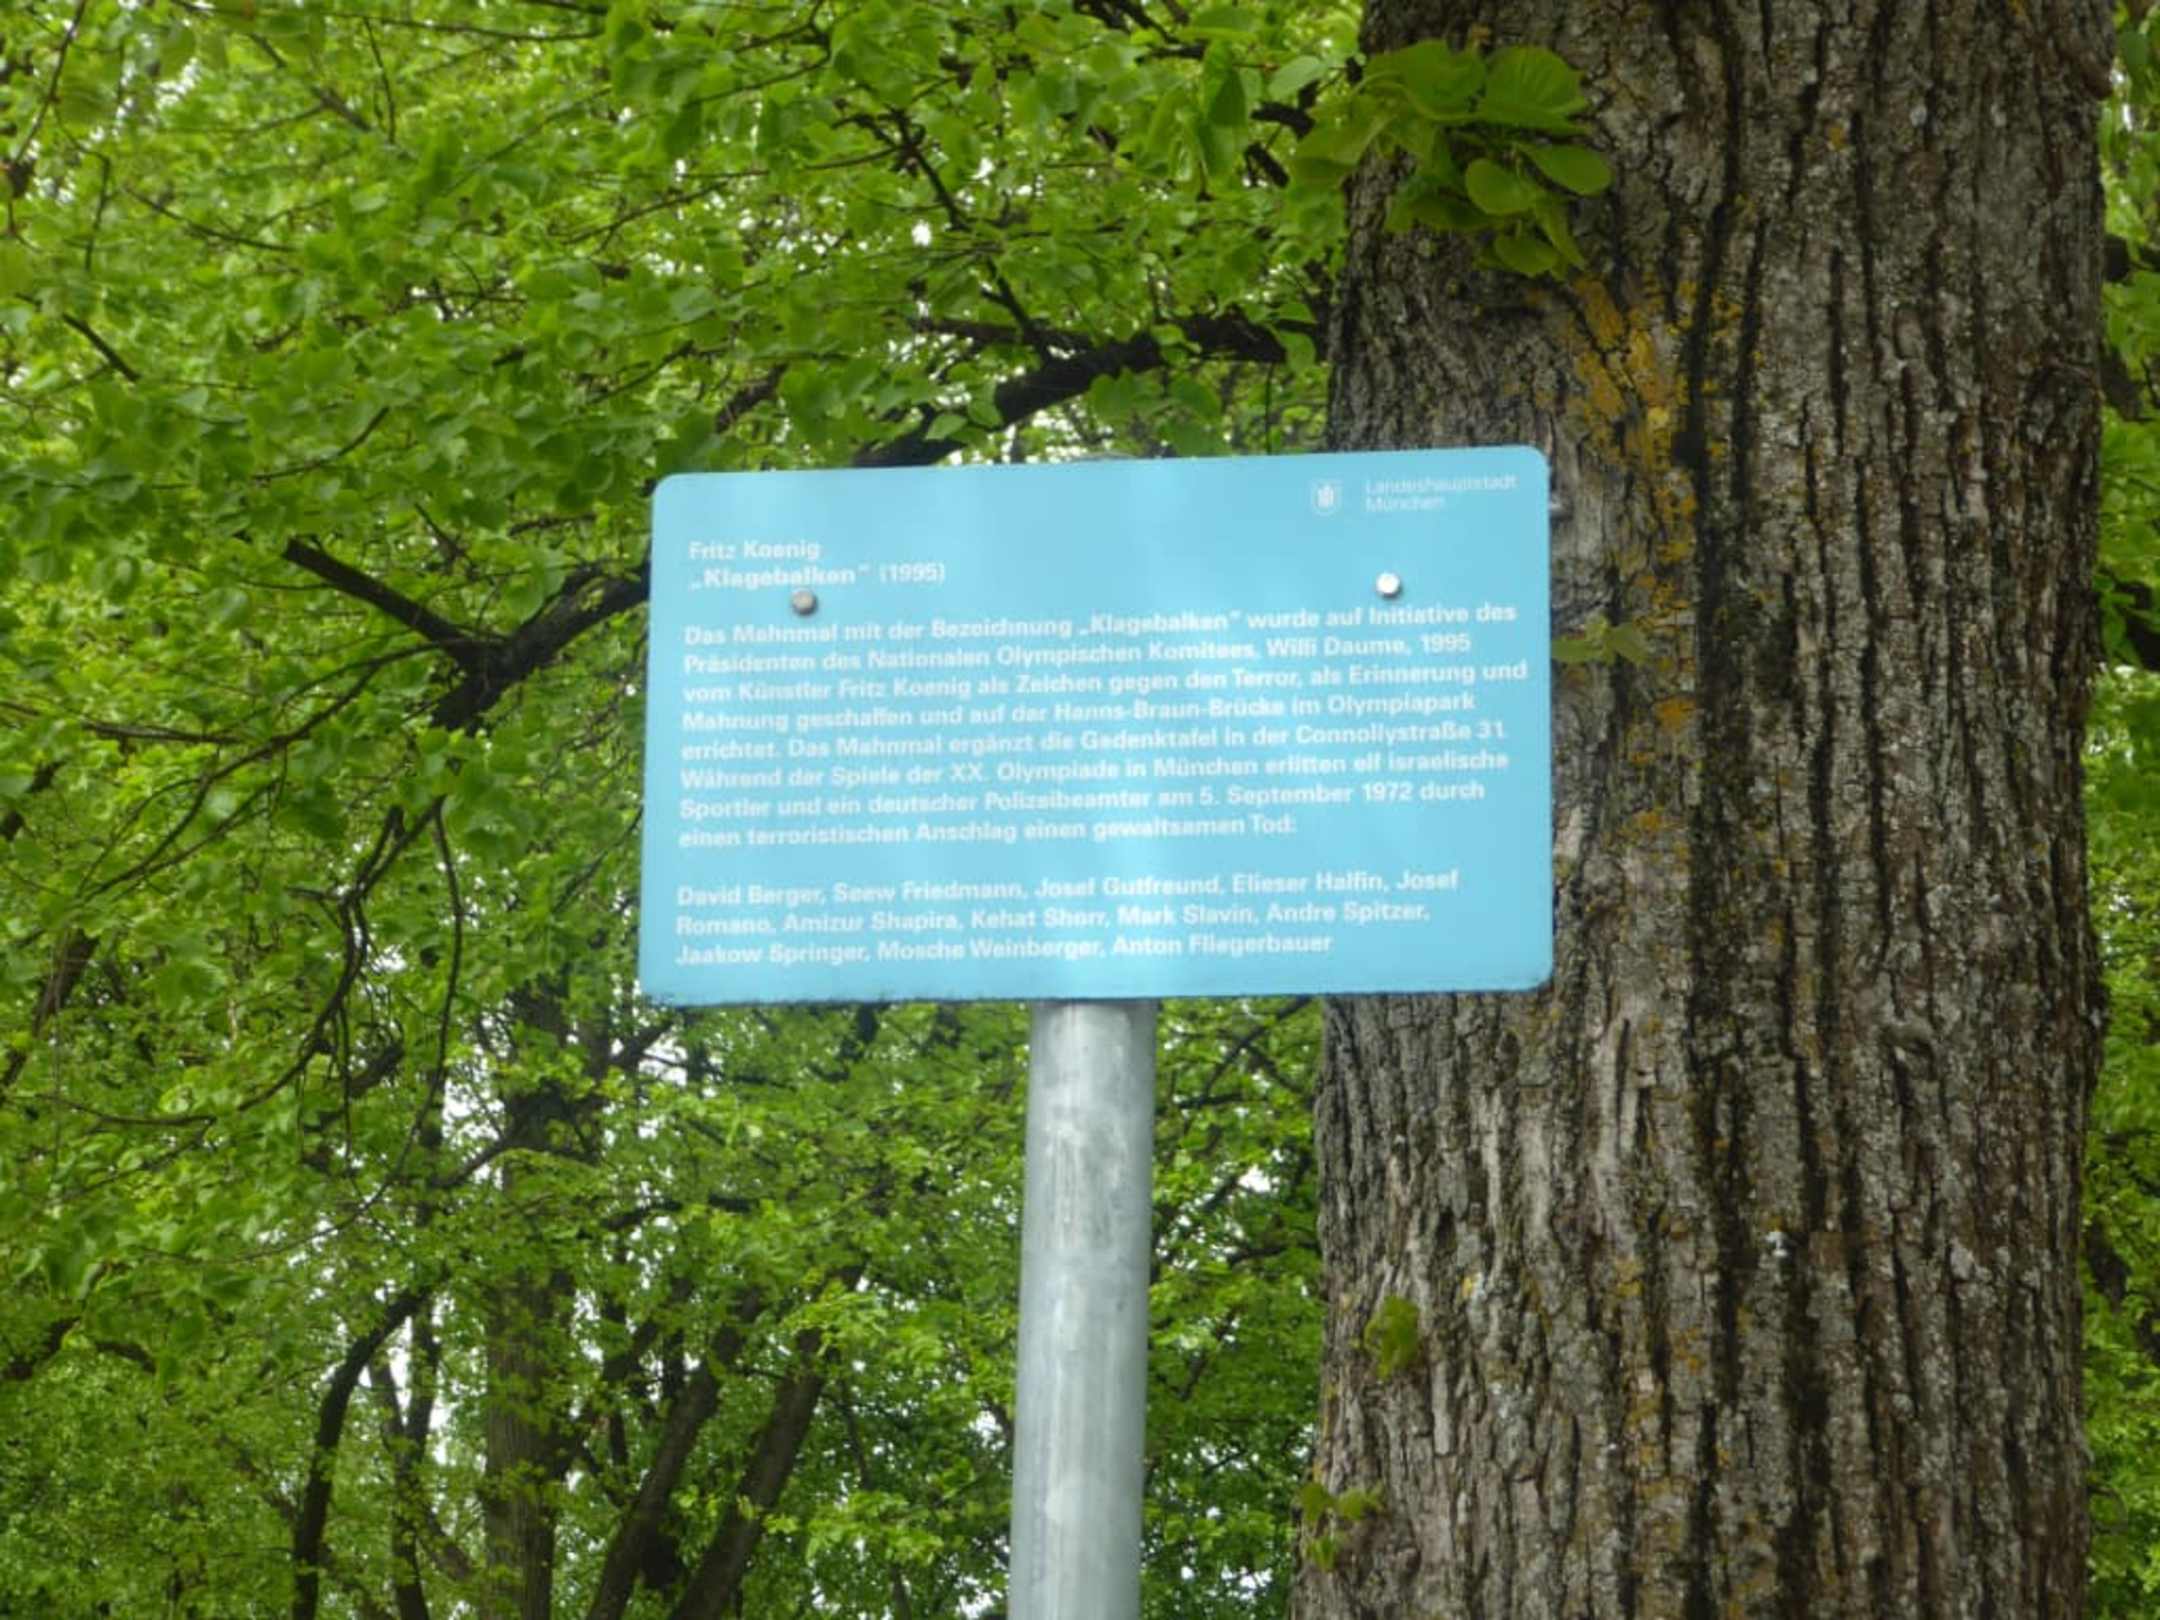 Landeshauptstadt
München
Fritz Koenig
„Klagebalken“ (1995)
Das Mahnmal mit der Bezeichnung „Klagebalken“ wurde auf Initiative des
Präsidenten des Nationalen Olympischen Komitees, Willi Daume, 1995
vom Künstler Fritz Koenig als Zeichen gegen den Terror, als Erinnerung und
Mahnung geschaffen und auf der Hanns-Braun-Brücke im Olympiapark
errichtet. Das Mahnmal ergänzt die Gedenktafel in der Connollystraße 31.
Während der Spiele der XX. Olympiade in München erlitten elf israelische
Sportler und ein deutscher Polizeibeamter am 5. September 1972 durch
einen terroristischen Anschlag einen gewaltsamen Tod:
David Berger, Seew Friedmann, Josef Gutfreund, Elieser Halfin, Josef
Romano, Amizur Shapira, Kehat Shorr, Mark Slavin, Andre Spitzer,
Jaakow Springer, Mosche Weinberger, Anton Fliegerbauer